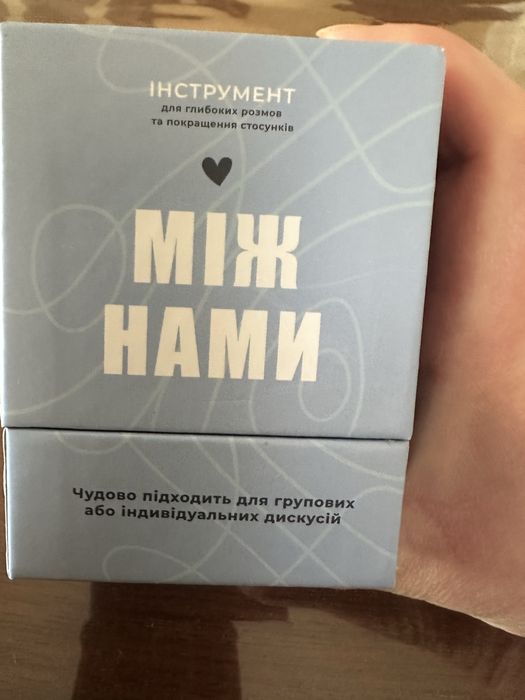 ІНСТРУМЕНТ
для глибоких розмов
та покращення стосунків
МІЖ
НАМИ
Чудово підходить для групових
або індивідуальних дискусій